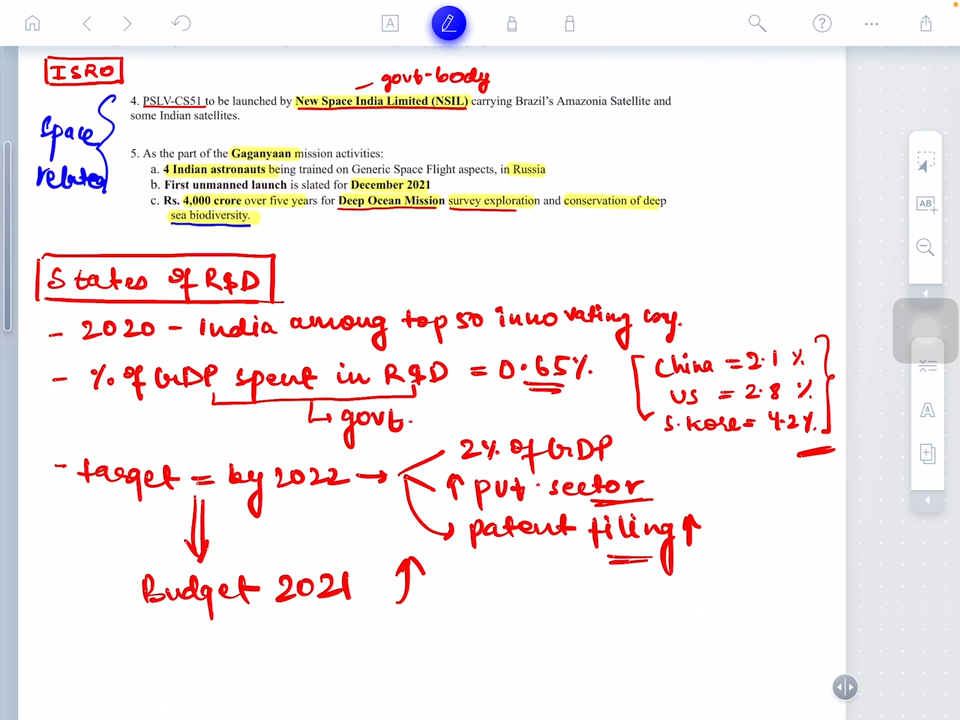 ISRO
govt-body
4. PSLV-CS51 to be launched by New Space India Limited (NSIL) carrying Brazil's Amazonia Satellite and
some Indian satellites.
Space
related
5. As the part of the Gaganyaan mission activities:
a. 4 Indian astronauts being trained on Generic Space Flight aspects, in Russia
b. First unmanned launch is slated for December 2021
c. Rs. 4,000 crore over five years for Deep Ocean Mission survey exploration and conservation of deep
sea biodiversity.
States of R$D
- 2020 - India among top 50 innovating cny.
- % of GDP spent in R$D = 0.65%
govt.
China = 2.1 %
US = 2.8 %
S. Kore = 4.2%
- target = by 2022 →
2% of GDP
↑ pvt. sector
patent filing ↑
Budget 2021 ↑